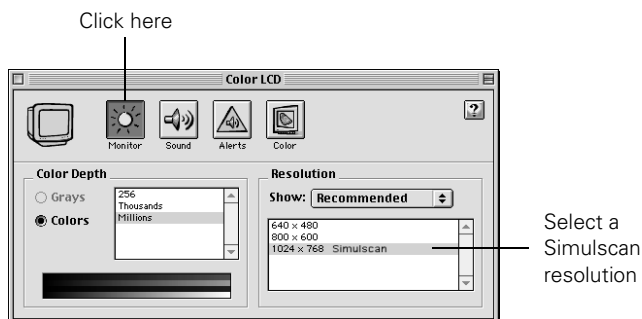 Click here
Color LCD
Monitor Sound Alerts Color
?
Color Depth
Grays
Colors
256
Thousands
Millions
Resolution
Show: Recommended
640 x 480
800 x 600
1024 x 768 Simulscan
Select a
Simulscan
resolution